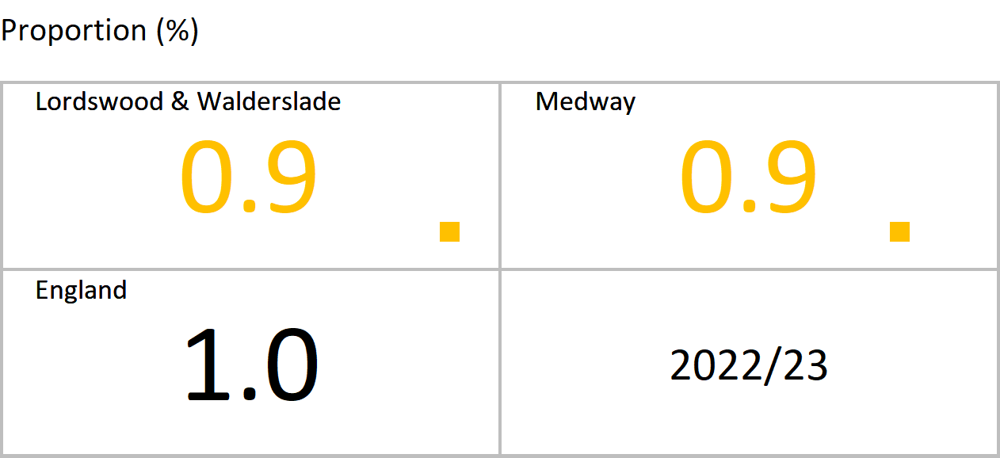 Proportion (%)
Lordswood & Walderslade
0.9
Medway
0.9
England
1.0
2022/23